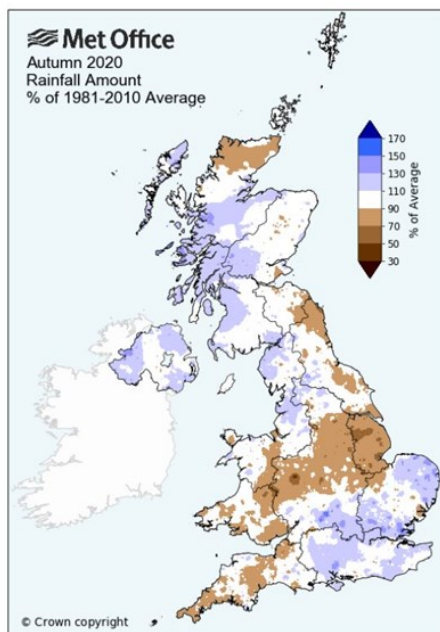 Met Office
Autumn 2020
Rainfall Amount
% of 1981-2010 Average
170
150
130
110
90
70
50
30
% of Average
© Crown copyright